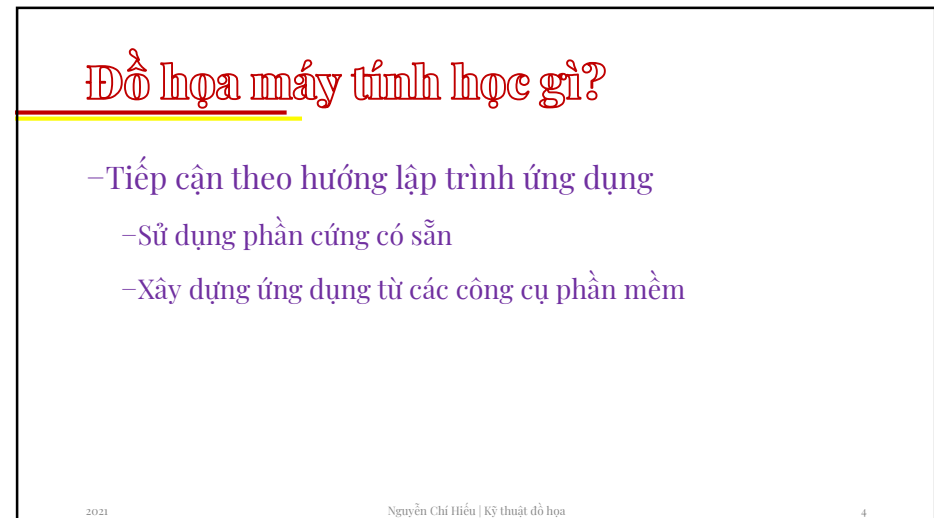 Đồ họa máy tính học gì?
–Tiếp cận theo hướng lập trình ứng dụng
–Sử dụng phần cứng có sẵn
–Xây dựng ứng dụng từ các công cụ phần mềm
2021 Nguyễn Chí Hiếu | Kỹ thuật đồ họa 4